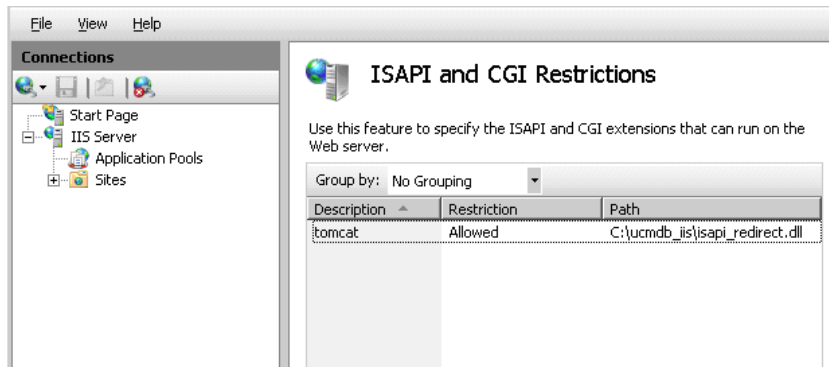 File View Help
Connections
Start Page
IIS Server
Application Pools
Sites
ISAPI and CGI Restrictions
Use this feature to specify the ISAPI and CGI extensions that can run on the
Web server.
Group by: No Grouping
Description Restriction Path
tomcat Allowed C:\ucmdb_iis\isapi_redirect.dll